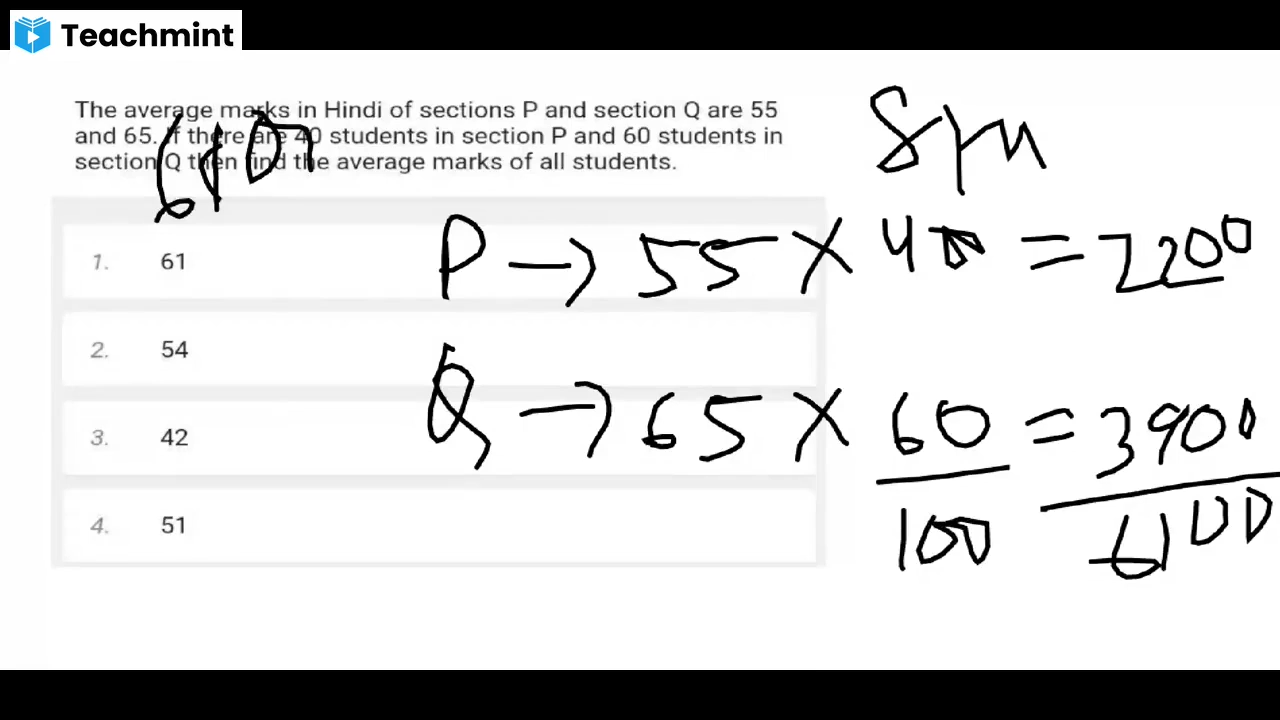 Teachmint
The average marks in Hindi of sections P and section Q are 55
and 65. If there are 40 students in section P and 60 students in
section Q then find the average marks of all students.
Sum
P → 55 × 40 = 2200
1. 61
2. 54
Q → 65 × 60 = 3900
3. 42
100 6100
4. 51